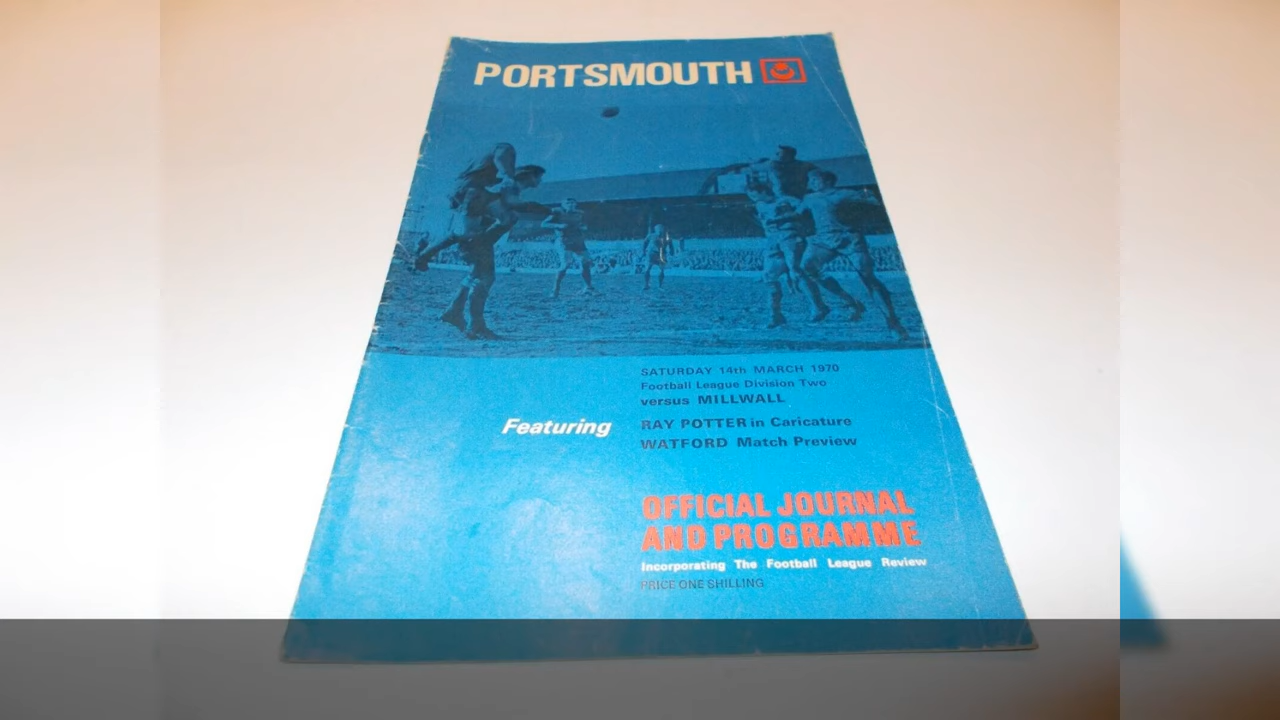 PORTSMOUTH
SATURDAY 14th MARCH 1970
Football League Division Two
versus MILLWALL
Featuring
RAY POTTER in Caricature
WATFORD Match Preview
OFFICIAL JOURNAL
AND PROGRAMME
Incorporating The Football League Review
PRICE ONE SHILLING